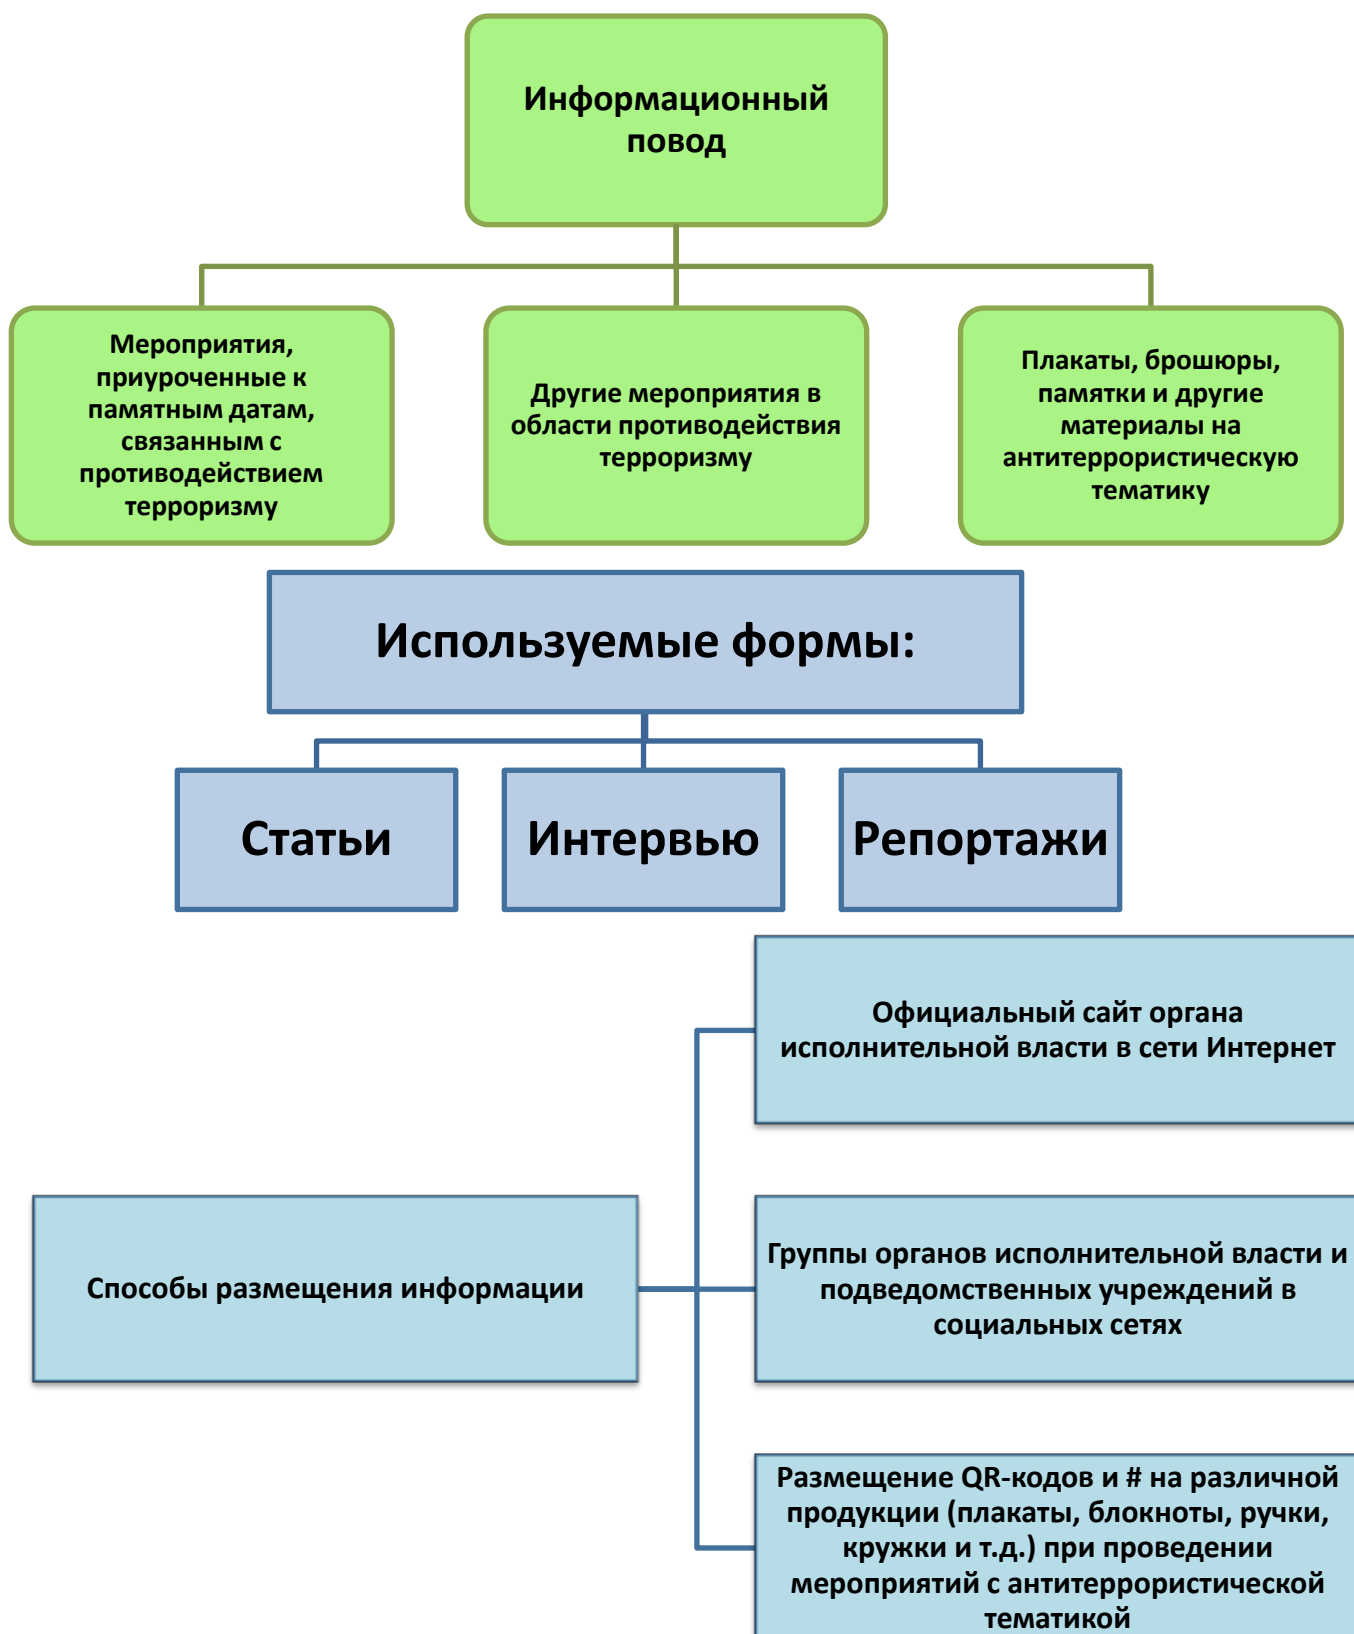 Информационный
повод
Мероприятия,
приуроченные к
памятным датам,
связанным с
противодействием
терроризму
Другие мероприятия в
области противодействия
терроризму
Плакаты, брошюры,
памятки и другие
материалы на
антитеррористическую
тематику
Используемые формы:
Статьи
Интервью
Репортажи
Способы размещения информации
Официальный сайт органа
исполнительной власти в сети Интернет
Группы органов исполнительной власти и
подведомственных учреждений в
социальных сетях
Размещение QR-кодов и # на различной
продукции (плакаты, блокноты, ручки,
кружки и т.д.) при проведении
мероприятий с антитеррористической
тематикой